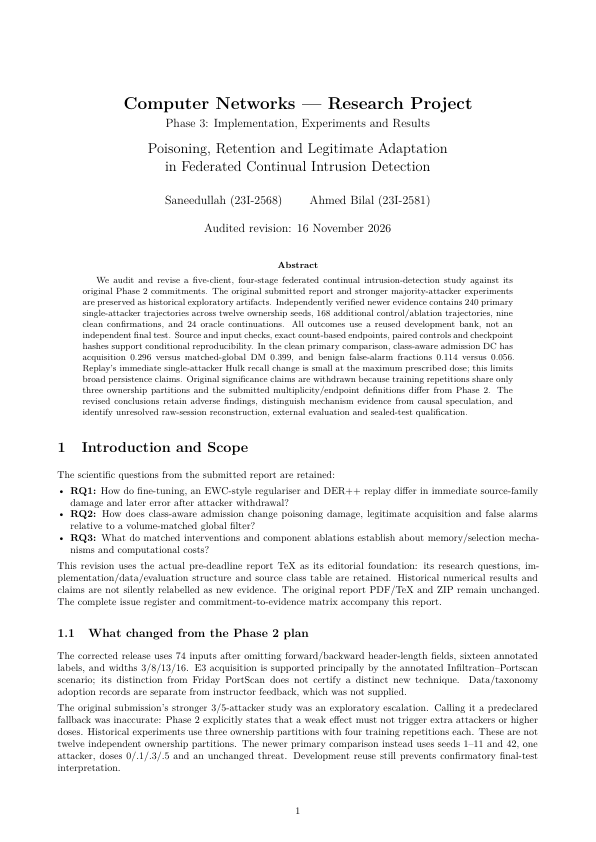 Computer Networks — Research Project
Phase 3: Implementation, Experiments and Results
Poisoning, Retention and Legitimate Adaptation
in Federated Continual Intrusion Detection
Saneedullah (23I-2568) Ahmed Bilal (23I-2581)
Audited revision: 16 November 2026
Abstract
We audit and revise a five-client, four-stage federated continual intrusion-detection study against its
original Phase 2 commitments. The original submitted report and stronger majority-attacker experiments
are preserved as historical exploratory artifacts. Independently verified newer evidence contains 240 primary
single-attacker trajectories across twelve ownership seeds, 168 additional control/ablation trajectories, nine
clean confirmations, and 24 oracle continuations. All outcomes use a reused development bank, not an
independent final test. Source and input checks, exact count-based endpoints, paired controls and checkpoint
hashes support conditional reproducibility. In the clean primary comparison, class-aware admission DC has
acquisition 0.296 versus matched-global DM 0.399, and benign false-alarm fractions 0.114 versus 0.056.
Replay's immediate single-attacker Hulk recall change is small at the maximum prescribed dose; this limits
broad persistence claims. Original significance claims are withdrawn because training repetitions share only
three ownership partitions and the submitted multiplicity/endpoint definitions differ from Phase 2. The
revised conclusions retain adverse findings, distinguish mechanism evidence from causal speculation, and
identify unresolved raw-session reconstruction, external evaluation and sealed-test qualification.
1 Introduction and Scope
The scientific questions from the submitted report are retained:
• RQ1: How do fine-tuning, an EWC-style regulariser and DER++ replay differ in immediate source-family
damage and later error after attacker withdrawal?
• RQ2: How does class-aware admission change poisoning damage, legitimate acquisition and false alarms
relative to a volume-matched global filter?
• RQ3: What do matched interventions and component ablations establish about memory/selection mecha-
nisms and computational costs?
This revision uses the actual pre-deadline report TeX as its editorial foundation: its research questions, im-
plementation/data/evaluation structure and source class table are retained. Historical numerical results and
claims are not silently relabelled as new evidence. The original report PDF/TeX and ZIP remain unchanged.
The complete issue register and commitment-to-evidence matrix accompany this report.
1.1 What changed from the Phase 2 plan
The corrected release uses 74 inputs after omitting forward/backward header-length fields, sixteen annotated
labels, and widths 3/8/13/16. E3 acquisition is supported principally by the annotated Infiltration–Portscan
scenario; its distinction from Friday PortScan does not certify a distinct new technique. Data/taxonomy
adoption records are separate from instructor feedback, which was not supplied.
The original submission's stronger 3/5-attacker study was an exploratory escalation. Calling it a predeclared
fallback was inaccurate: Phase 2 explicitly states that a weak effect must not trigger extra attackers or higher
doses. Historical experiments use three ownership partitions with four training repetitions each. These are not
twelve independent ownership partitions. The newer primary comparison instead uses seeds 1–11 and 42, one
attacker, doses 0/.1/.3/.5 and an unchanged threat. Development reuse still prevents confirmatory final-test
interpretation.
1